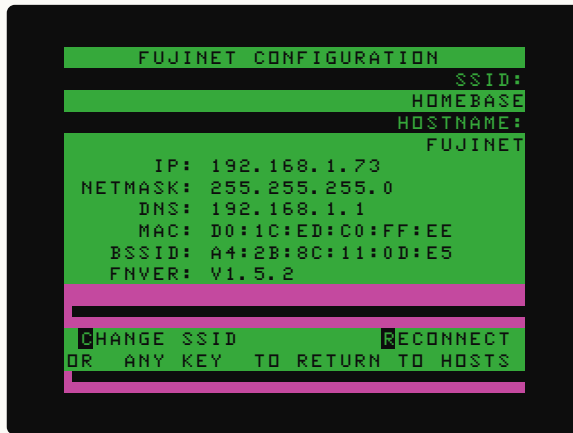 FUJINET CONFIGURATION
SSID:
HOMEBASE
HOSTNAME:
FUJINET
IP: 192.168.1.73
NETMASK: 255.255.255.0
DNS: 192.168.1.1
MAC: D0:1C:ED:C0:FF:EE
BSSID: A4:2B:8C:11:0D:E5
FNVER: V1.5.2
CHANGE SSID RECONNECT
OR ANY KEY TO RETURN TO HOSTS